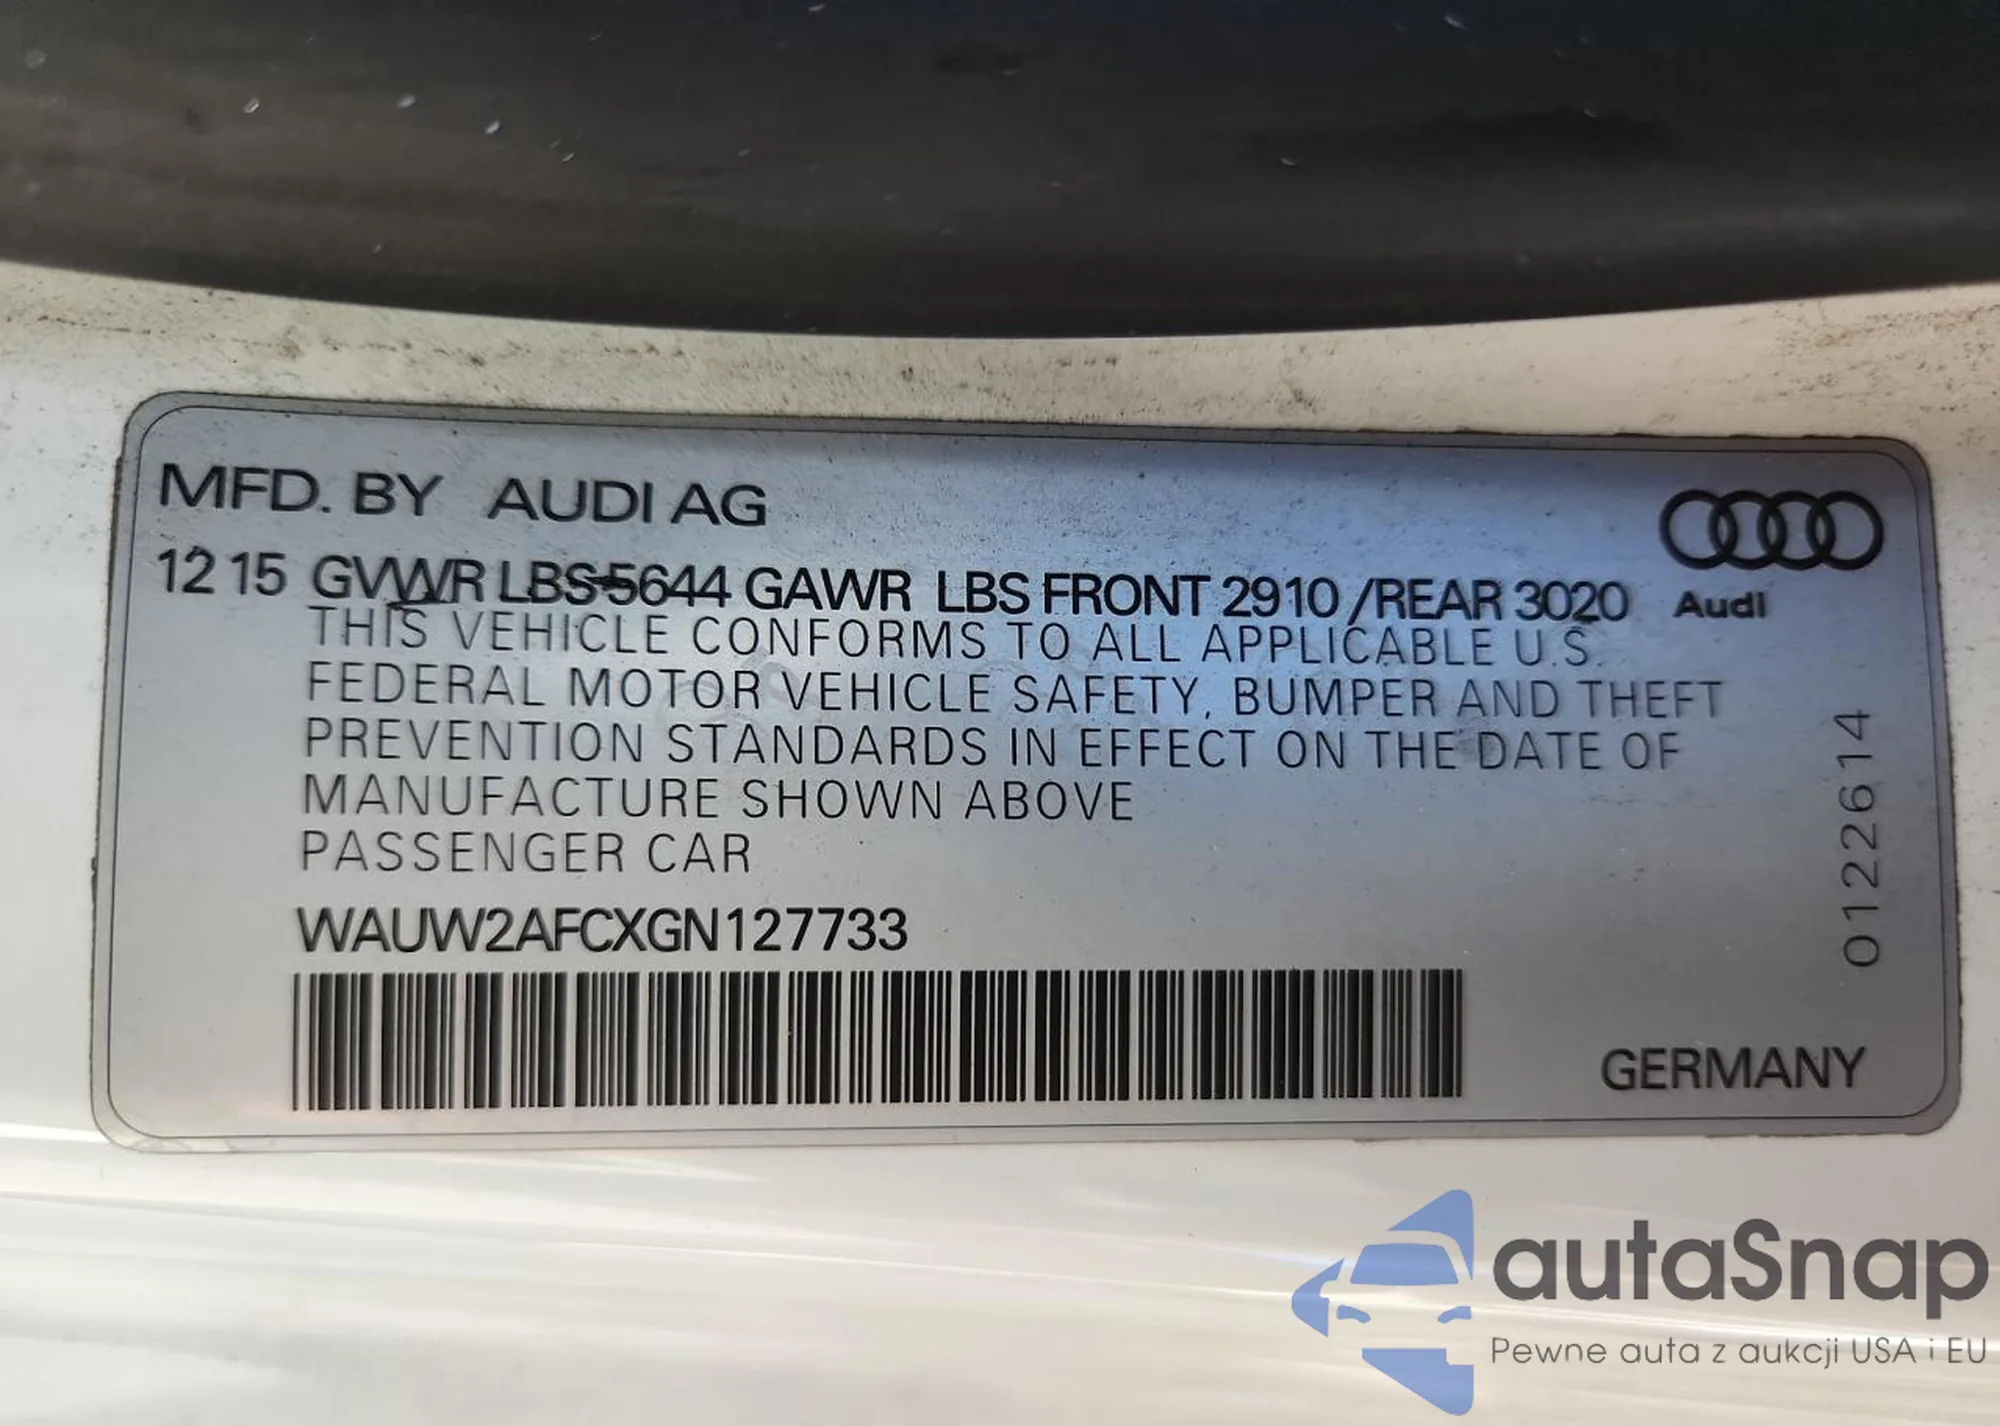 MFD. BY AUDI AG
12 15 GVWR LBS 5644 GAWR LBS FRONT 2910 /REAR 3020 Audi
THIS VEHICLE CONFORMS TO ALL APPLICABLE U.S.
FEDERAL MOTOR VEHICLE SAFETY, BUMPER AND THEFT
PREVENTION STANDARDS IN EFFECT ON THE DATE OF
MANUFACTURE SHOWN ABOVE
PASSENGER CAR
WAUW2AFCXGN127733
0122614
GERMANY
autaSnap
Pewne auta z aukcji USA i EU